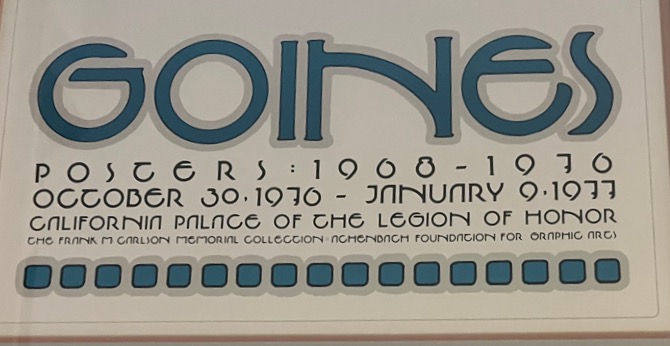 GOINES
POSTERS:1968-1976
OCTOBER 30·1976 - JANUARY 9·1977
CALIFORNIA PALACE OF THE LEGION OF HONOR
THE FRANK M CARLSON MEMORIAL COLLECTION · ACHENBACH FOUNDATION FOR GRAPHIC ARTS